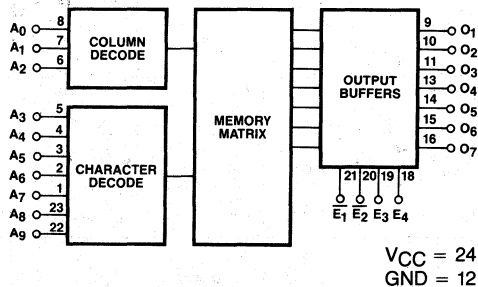 A0 8
A1 7
A2 6
COLUMN DECODE
A3 5
A4 4
A5 3
A6 2
A7 1
A8 23
A9 22
CHARACTER DECODE
MEMORY MATRIX
OUTPUT BUFFERS
9 O1
10 O2
11 O3
13 O4
14 O5
15 O6
16 O7
21 20 19 18
E̅1 E̅2 E3 E4
VCC = 24
GND = 12